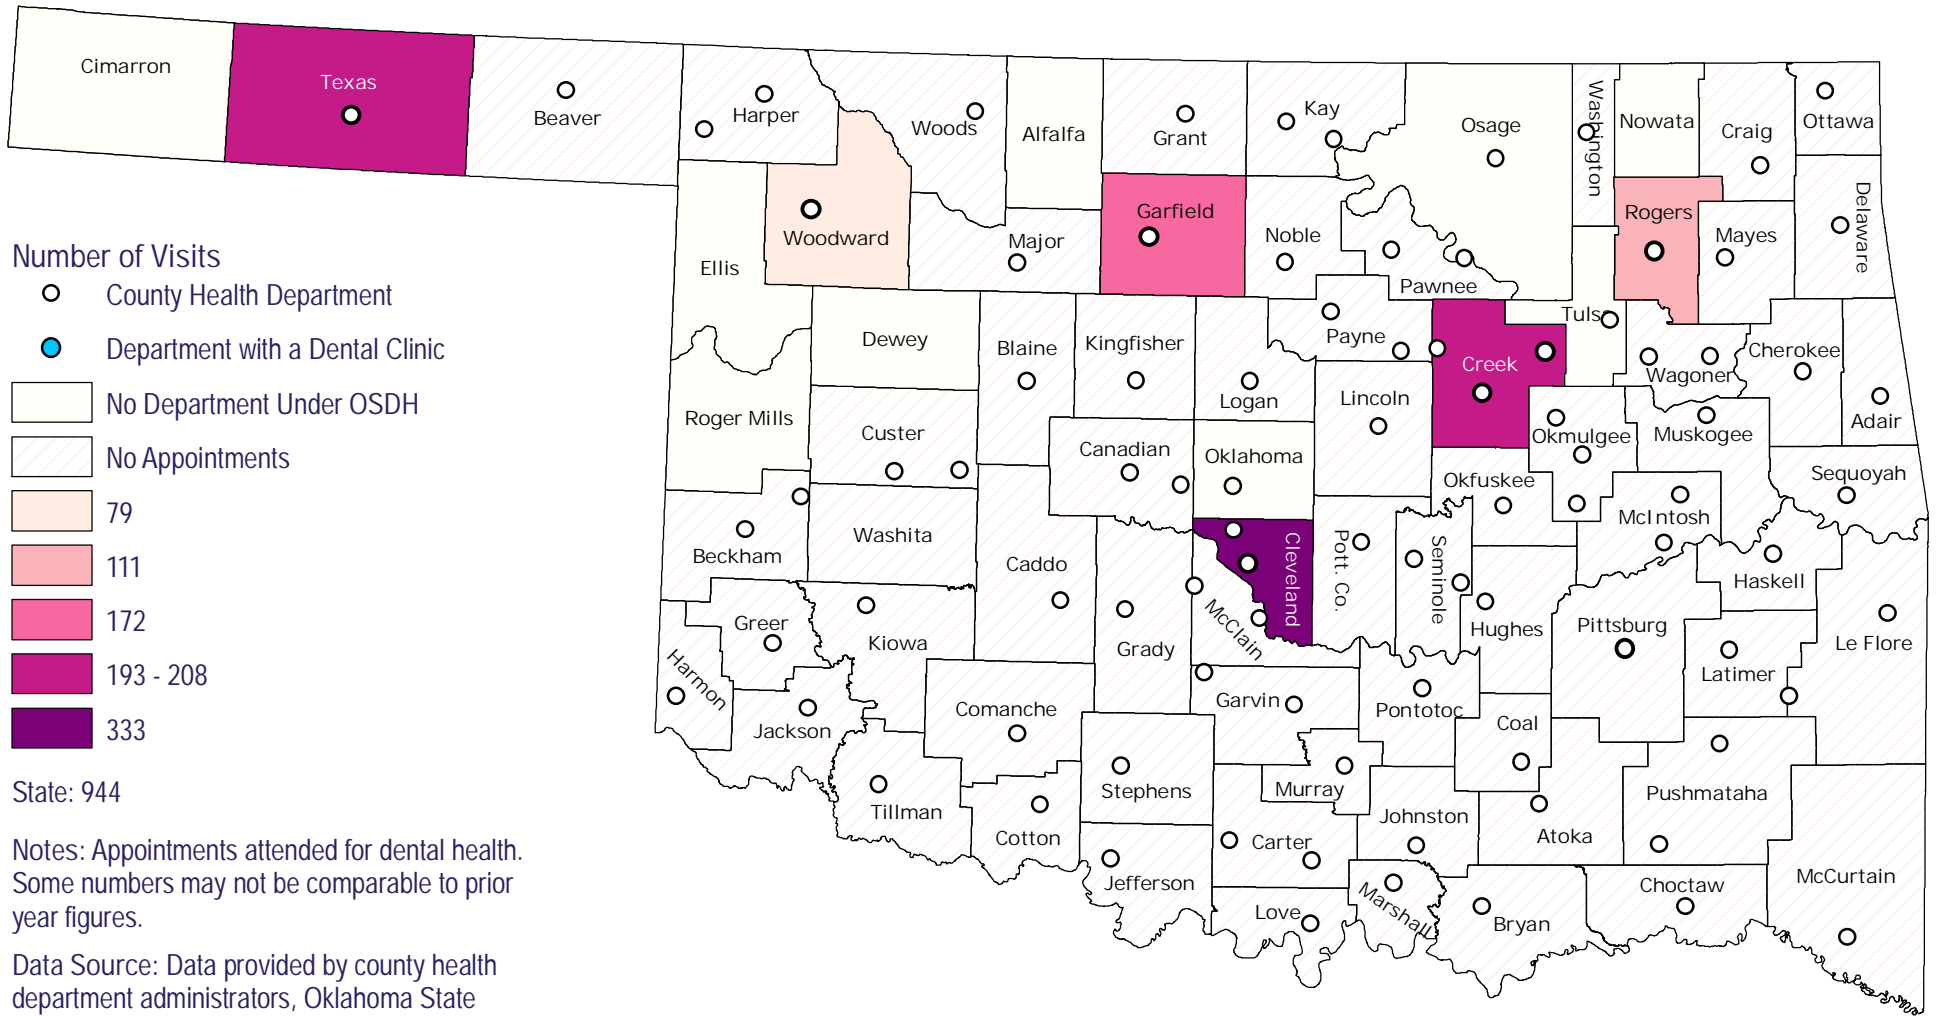 Cimarron
Texas
Beaver
Harper
Woods
Alfalfa
Grant
Kay
Osage
Washington
Nowata
Craig
Ottawa
Delaware
Ellis
Woodward
Major
Garfield
Noble
Pawnee
Rogers
Mayes
Number of Visits
County Health Department
Department with a Dental Clinic
No Department Under OSDH
No Appointments
79
111
172
193 - 208
333
State: 944
Notes: Appointments attended for dental health.
Some numbers may not be comparable to prior
year figures.
Data Source: Data provided by county health
department administrators, Oklahoma State
Dewey
Blaine
Kingfisher
Logan
Payne
Creek
Tulsa
Wagoner
Cherokee
Adair
Roger Mills
Custer
Canadian
Oklahoma
Lincoln
Okmulgee
Muskogee
Sequoyah
Okfuskee
McIntosh
Beckham
Washita
Caddo
Grady
McClain
Cleveland
Pott. Co.
Seminole
Hughes
Pittsburg
Haskell
Latimer
Le Flore
Greer
Kiowa
Harmon
Jackson
Comanche
Garvin
Pontotoc
Coal
Tillman
Cotton
Stephens
Murray
Johnston
Atoka
Pushmataha
Jefferson
Carter
Love
Marshall
Bryan
Choctaw
McCurtain